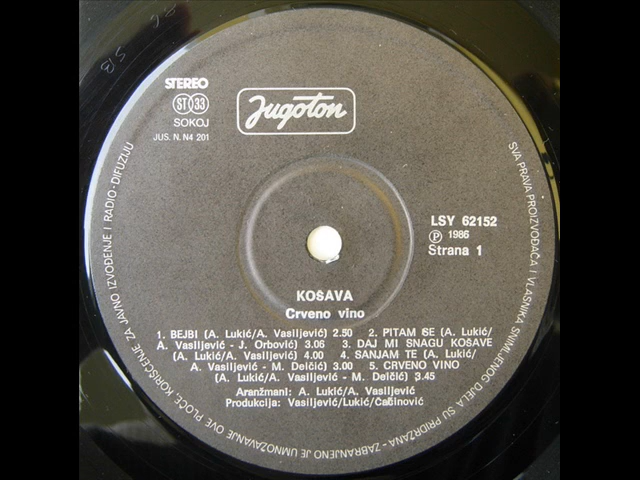 STEREO
ST 33
SOKOJ
JUS. N. N4 201
Jugoton
LSY 62152
Ⓟ 1986
Strana 1
KOŠAVA
Crveno vino
1. BEJBI (A. Lukić/A. Vasiljević) 2.50 2. PITAM SE (A. Lukić/
A. Vasiljević - J. Orbović) 3.06 3. DAJ MI SNAGU KOŠAVE
(A. Lukić/A. Vasiljević) 4.00 4. SANJAM TE (A. Lukić/
A. Vasiljević - M. Delčić) 3.00 5. CRVENO VINO
(A. Lukić/A. Vasiljević - M. Delčić) 3.45
Aranžmani: A. Lukić/A. Vasiljević
Produkcija: Vasiljević/Lukić/Čačinović
SVA PRAVA PROIZVOĐAČA I VLASNIKA SNIMLJENOG DJELA SU PRIDRŽANA - ZABRANJENO JE UMNOŽAVANJE OVE PLOČE, KORIŠĆENJE ZA JAVNO IZVOĐENJE I RADIO-DIFUZIJU